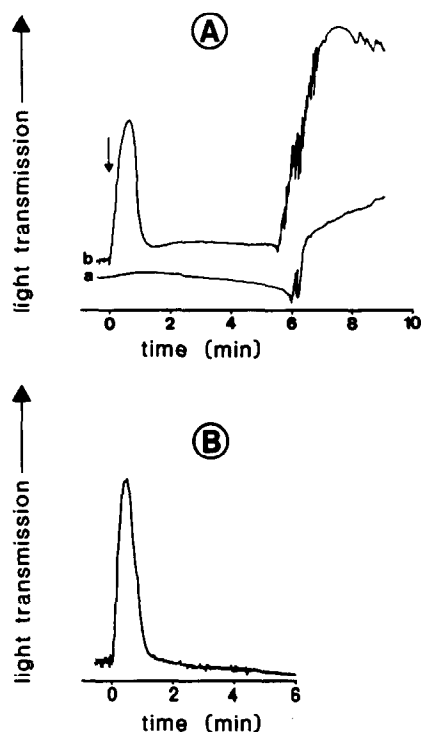 A
light transmission
b
a
0 2 4 6 8 10
time (min)
B
light transmission
0 2 4 6
time (min)